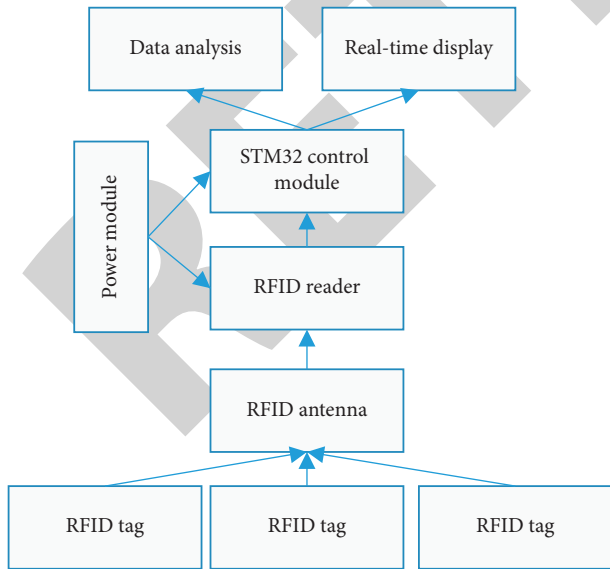 Data analysis
Real-time display
STM32 control
module
Power module
RFID reader
RFID antenna
RFID tag
RFID tag
RFID tag